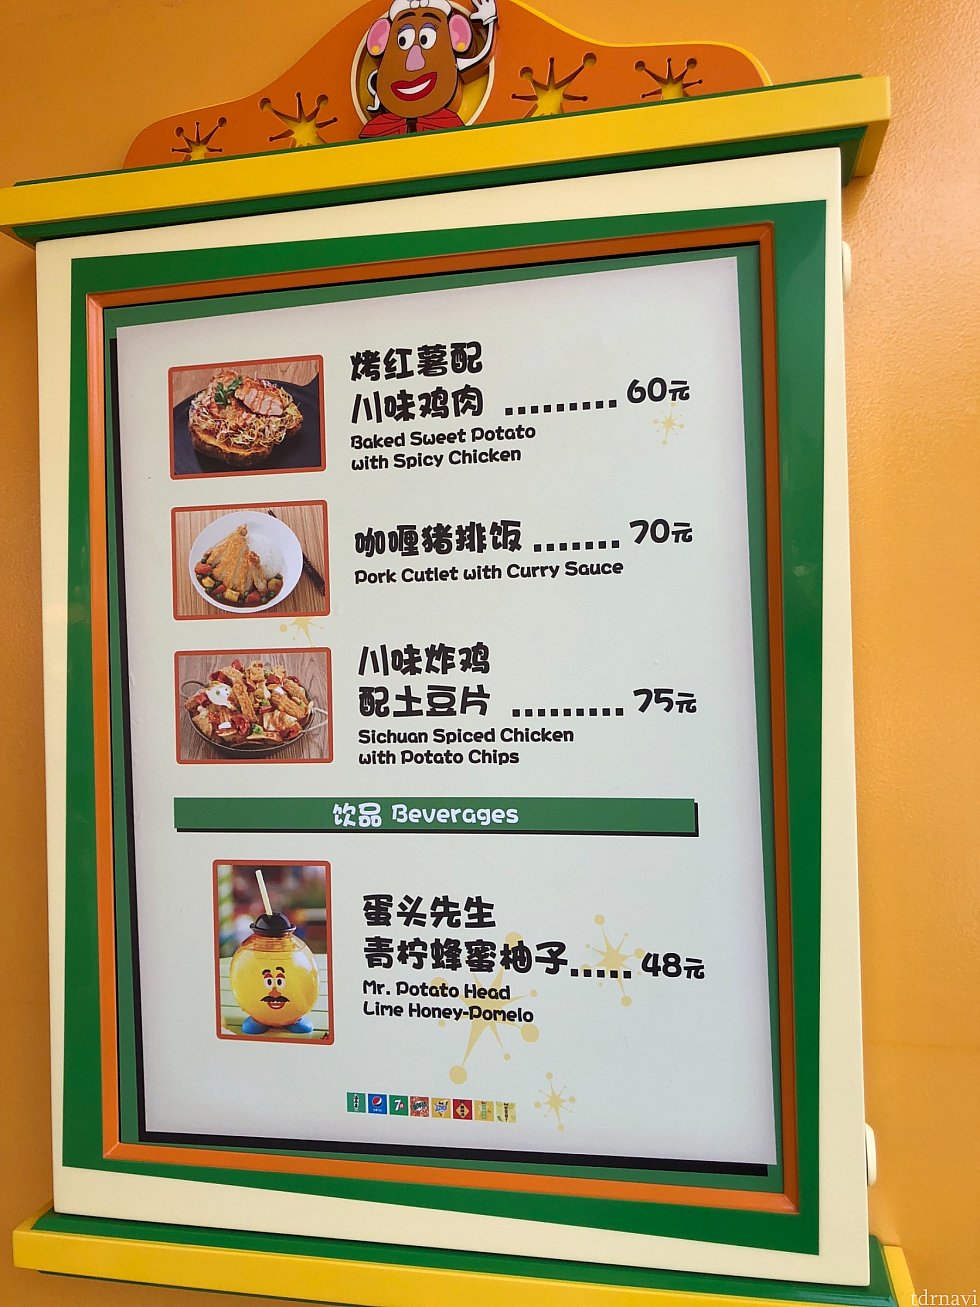 烤红薯配
川味鸡肉 ......... 60元
Baked Sweet Potato
with Spicy Chicken
咖喱猪排饭 ....... 70元
Pork Cutlet with Curry Sauce
川味炸鸡
配土豆片 ......... 75元
Sichuan Spiced Chicken
with Potato Chips
饮品 Beverages
蛋头先生
青柠蜂蜜柚子..... 48元
Mr. Potato Head
Lime Honey-Pomelo
tdrnavi